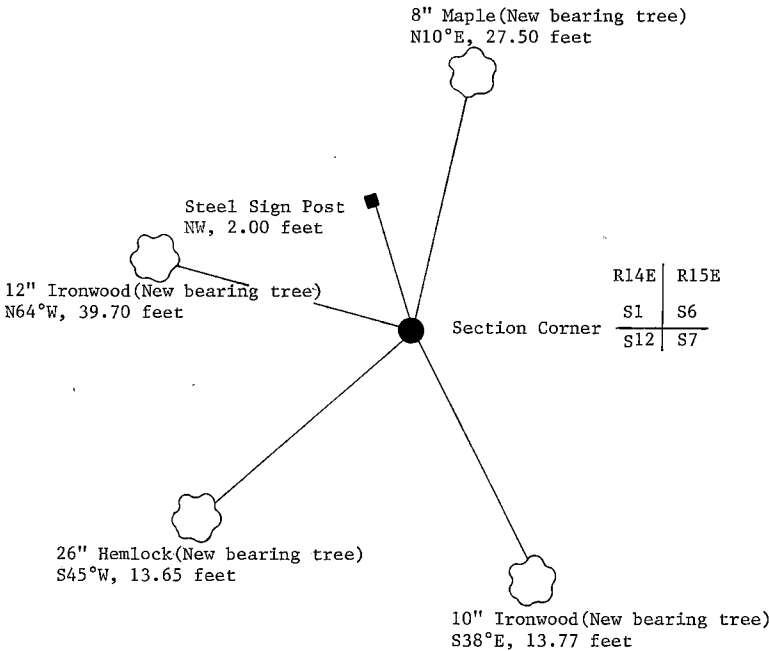 8" Maple(New bearing tree)
N10°E, 27.50 feet
Steel Sign Post
NW, 2.00 feet
12" Ironwood(New bearing tree)
N64°W, 39.70 feet
Section Corner
R14E R15E
S1 S6
S12 S7
26" Hemlock(New bearing tree)
S45°W, 13.65 feet
10" Ironwood(New bearing tree)
S38°E, 13.77 feet